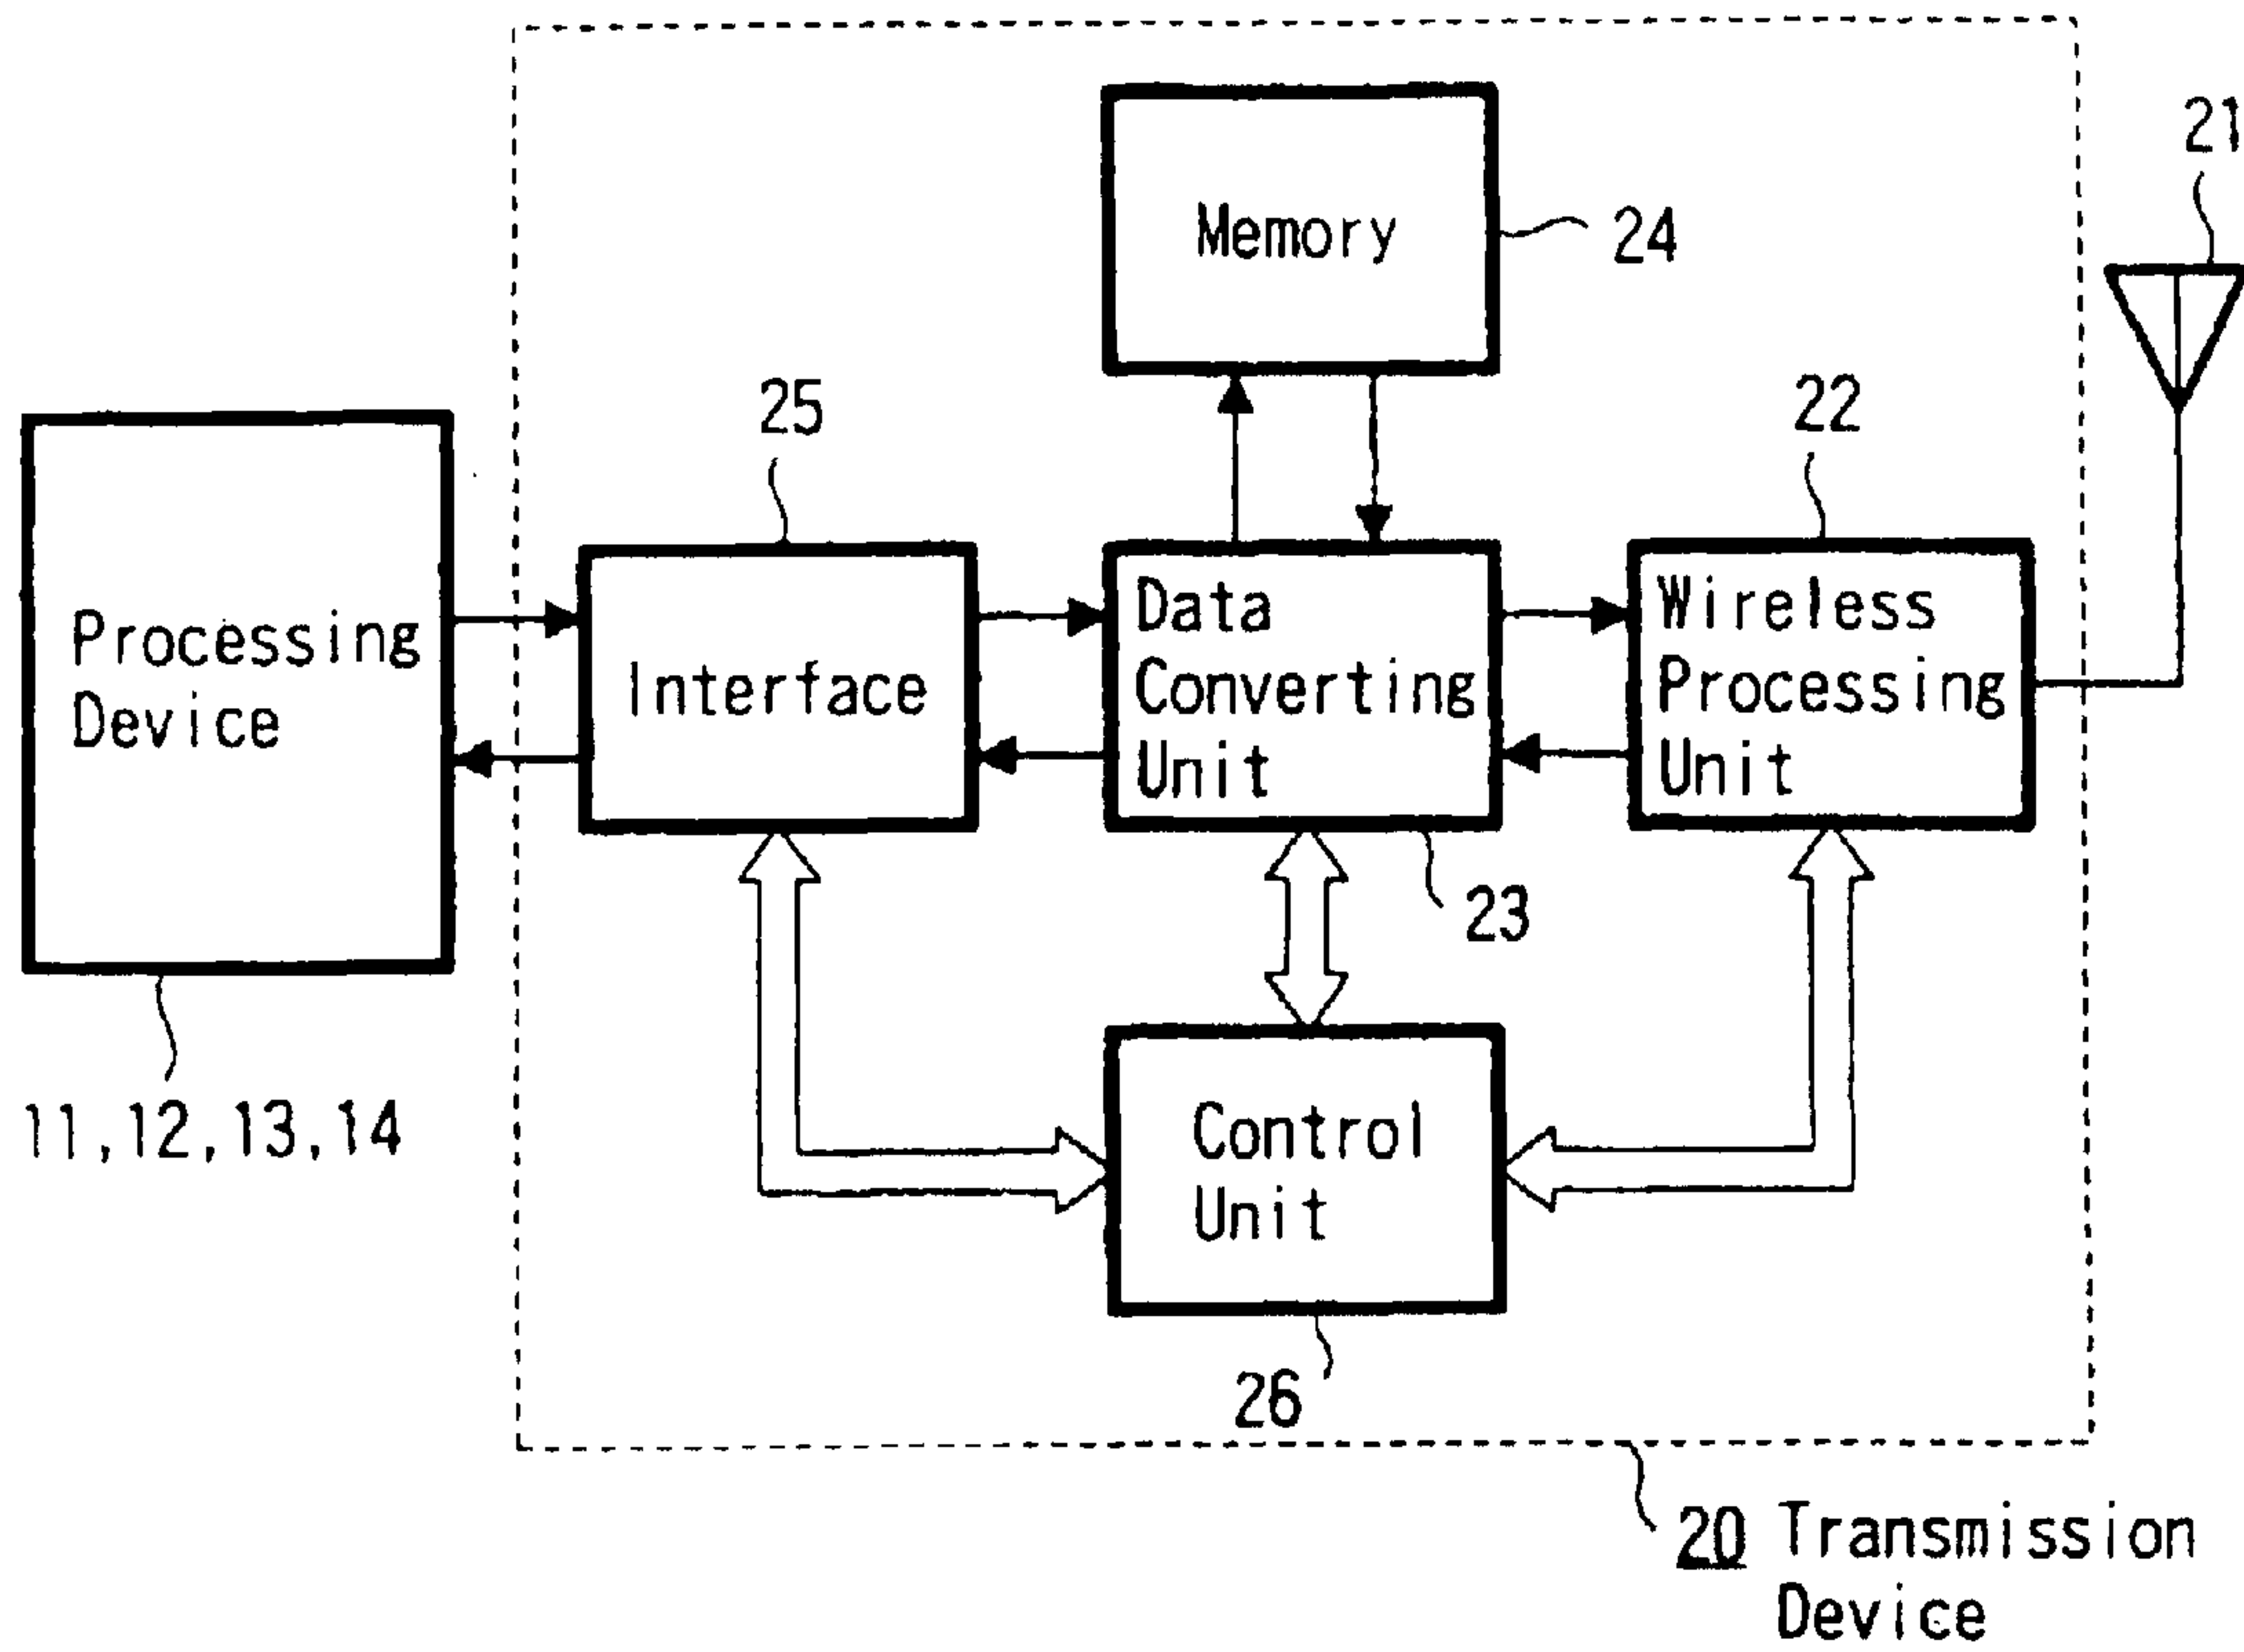 21
Memory
24
25
22
Processing
Device
Interface
Data
Converting
Unit
Wireless
Processing
Unit
23
11,12,13,14
Control
Unit
26
20 Transmission
Device